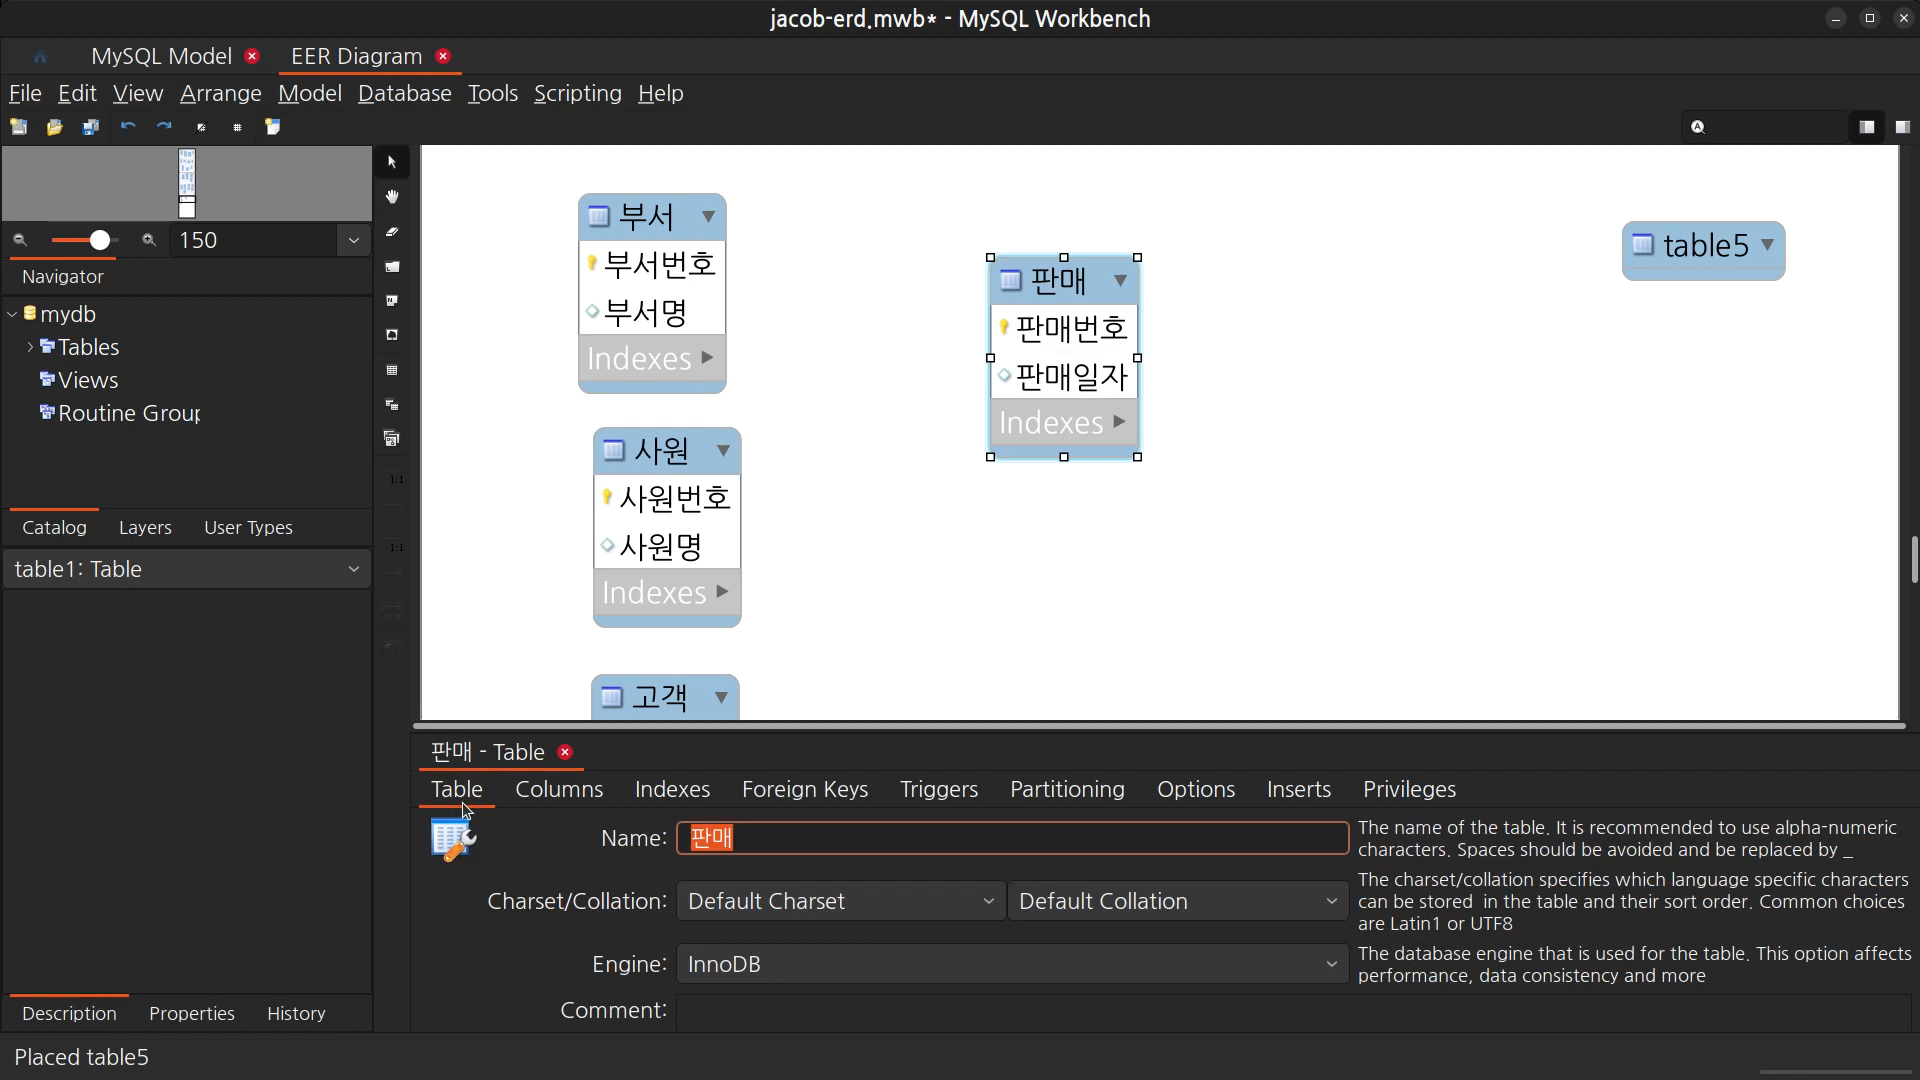 jacob-erd.mwb* - MySQL Workbench
MySQL Model
EER Diagram
File Edit View Arrange Model Database Tools Scripting Help
150
Navigator
mydb
Tables
Views
Routine Group
Catalog Layers User Types
table1: Table
Description Properties History
Placed table5
1:1
1:1
부서
부서번호
부서명
Indexes
사원
사원번호
사원명
Indexes
고객
판매
판매번호
판매일자
Indexes
table5
판매 - Table
Table Columns Indexes Foreign Keys Triggers Partitioning Options Inserts Privileges
Name: 판매
The name of the table. It is recommended to use alpha-numeric
characters. Spaces should be avoided and be replaced by _
Charset/Collation: Default Charset Default Collation
The charset/collation specifies which language specific characters
can be stored in the table and their sort order. Common choices
are Latin1 or UTF8
Engine: InnoDB
The database engine that is used for the table. This option affects
performance, data consistency and more
Comment: